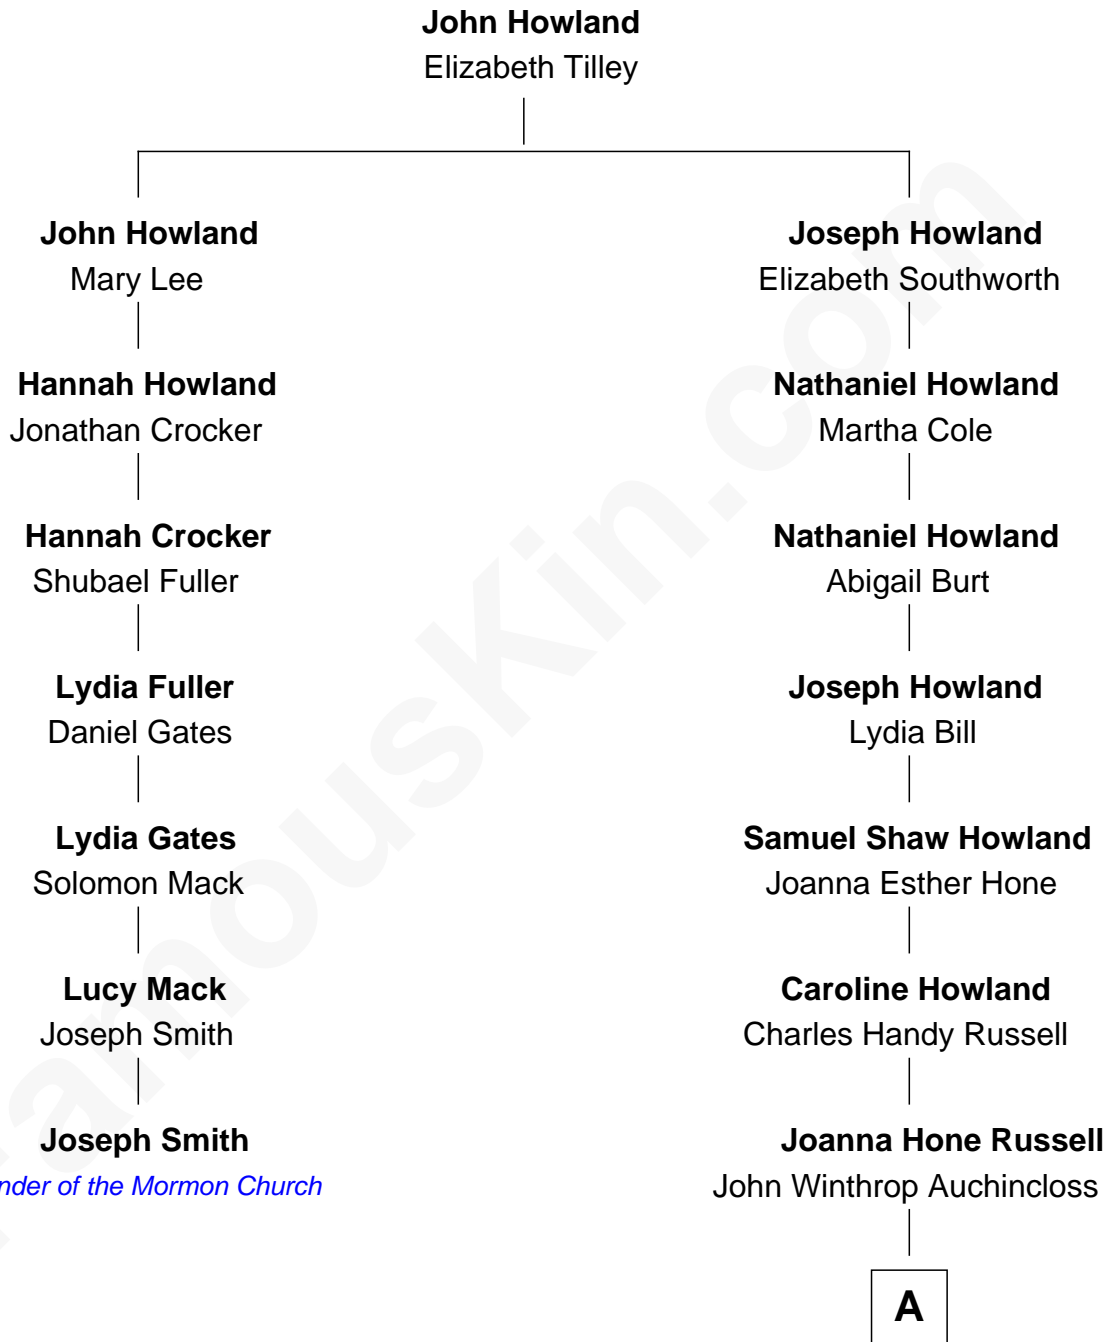 John Howland
Elizabeth Tilley
John Howland
Mary Lee
Joseph Howland
Elizabeth Southworth
Hannah Howland
Jonathan Crocker
Nathaniel Howland
Martha Cole
Hannah Crocker
Shubael Fuller
Nathaniel Howland
Abigail Burt
Lydia Fuller
Daniel Gates
Joseph Howland
Lydia Bill
Lydia Gates
Solomon Mack
Samuel Shaw Howland
Joanna Esther Hone
Lucy Mack
Joseph Smith
Caroline Howland
Charles Handy Russell
Joseph Smith
nder of the Mormon Church
Joanna Hone Russell
John Winthrop Auchincloss
A
FamousKin.com